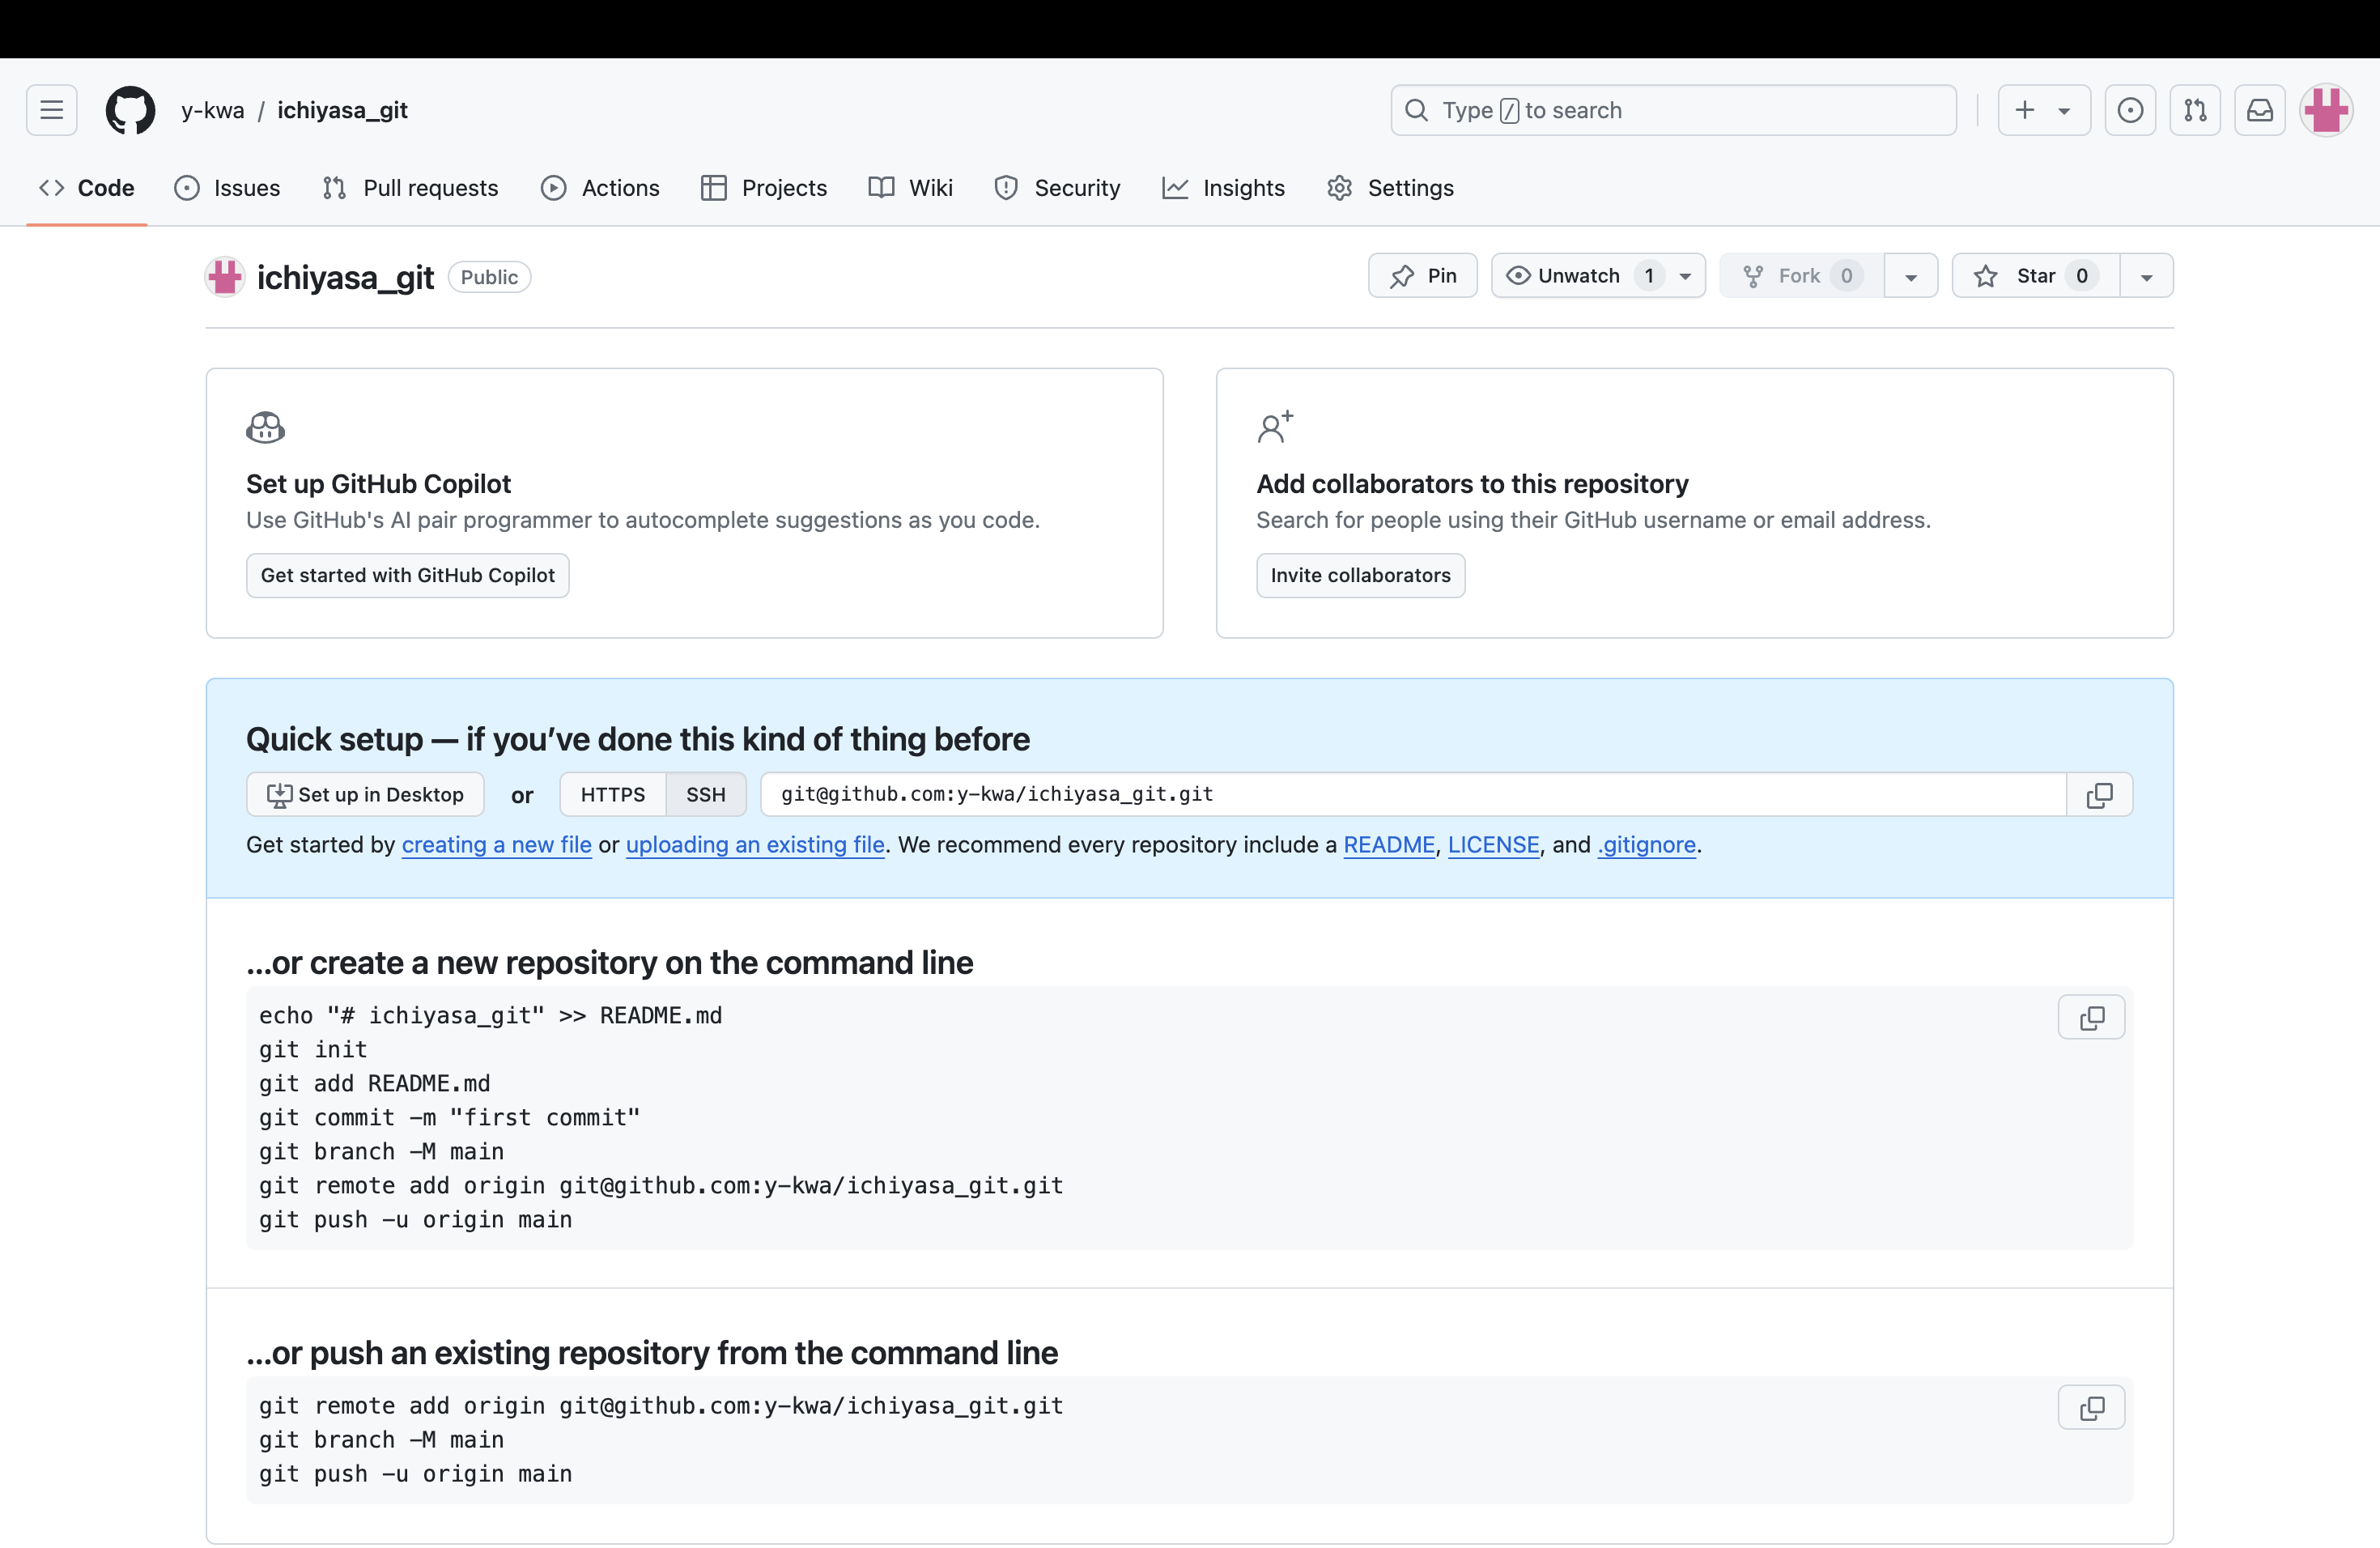 y-kwa / ichiyasa_git
Type / to search
Code Issues Pull requests Actions Projects Wiki Security Insights Settings
ichiyasa_git Public
Pin Unwatch 1 Fork 0 Star 0
Set up GitHub Copilot
Use GitHub's AI pair programmer to autocomplete suggestions as you code.
Get started with GitHub Copilot
Add collaborators to this repository
Search for people using their GitHub username or email address.
Invite collaborators
Quick setup — if you’ve done this kind of thing before
Set up in Desktop or HTTPS SSH git@github.com:y-kwa/ichiyasa_git.git
Get started by creating a new file or uploading an existing file. We recommend every repository include a README, LICENSE, and .gitignore.
…or create a new repository on the command line
echo "# ichiyasa_git" >> README.md
git init
git add README.md
git commit -m "first commit"
git branch -M main
git remote add origin git@github.com:y-kwa/ichiyasa_git.git
git push -u origin main
…or push an existing repository from the command line
git remote add origin git@github.com:y-kwa/ichiyasa_git.git
git branch -M main
git push -u origin main